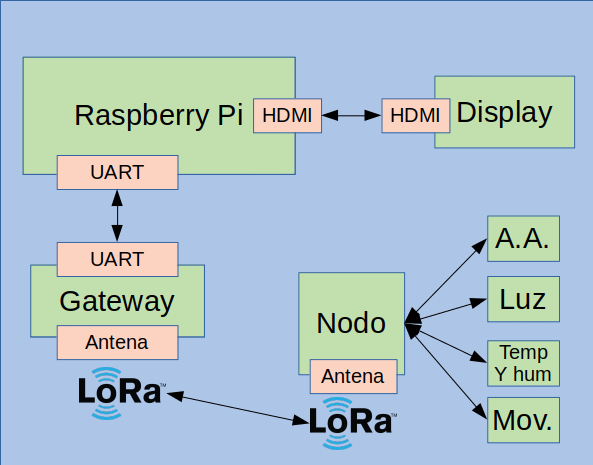 Raspberry Pi
HDMI
HDMI
Display
UART
UART
Gateway
Antena
LoRa™
Nodo
Antena
LoRa™
A.A.
Luz
Temp
Y hum
Mov.